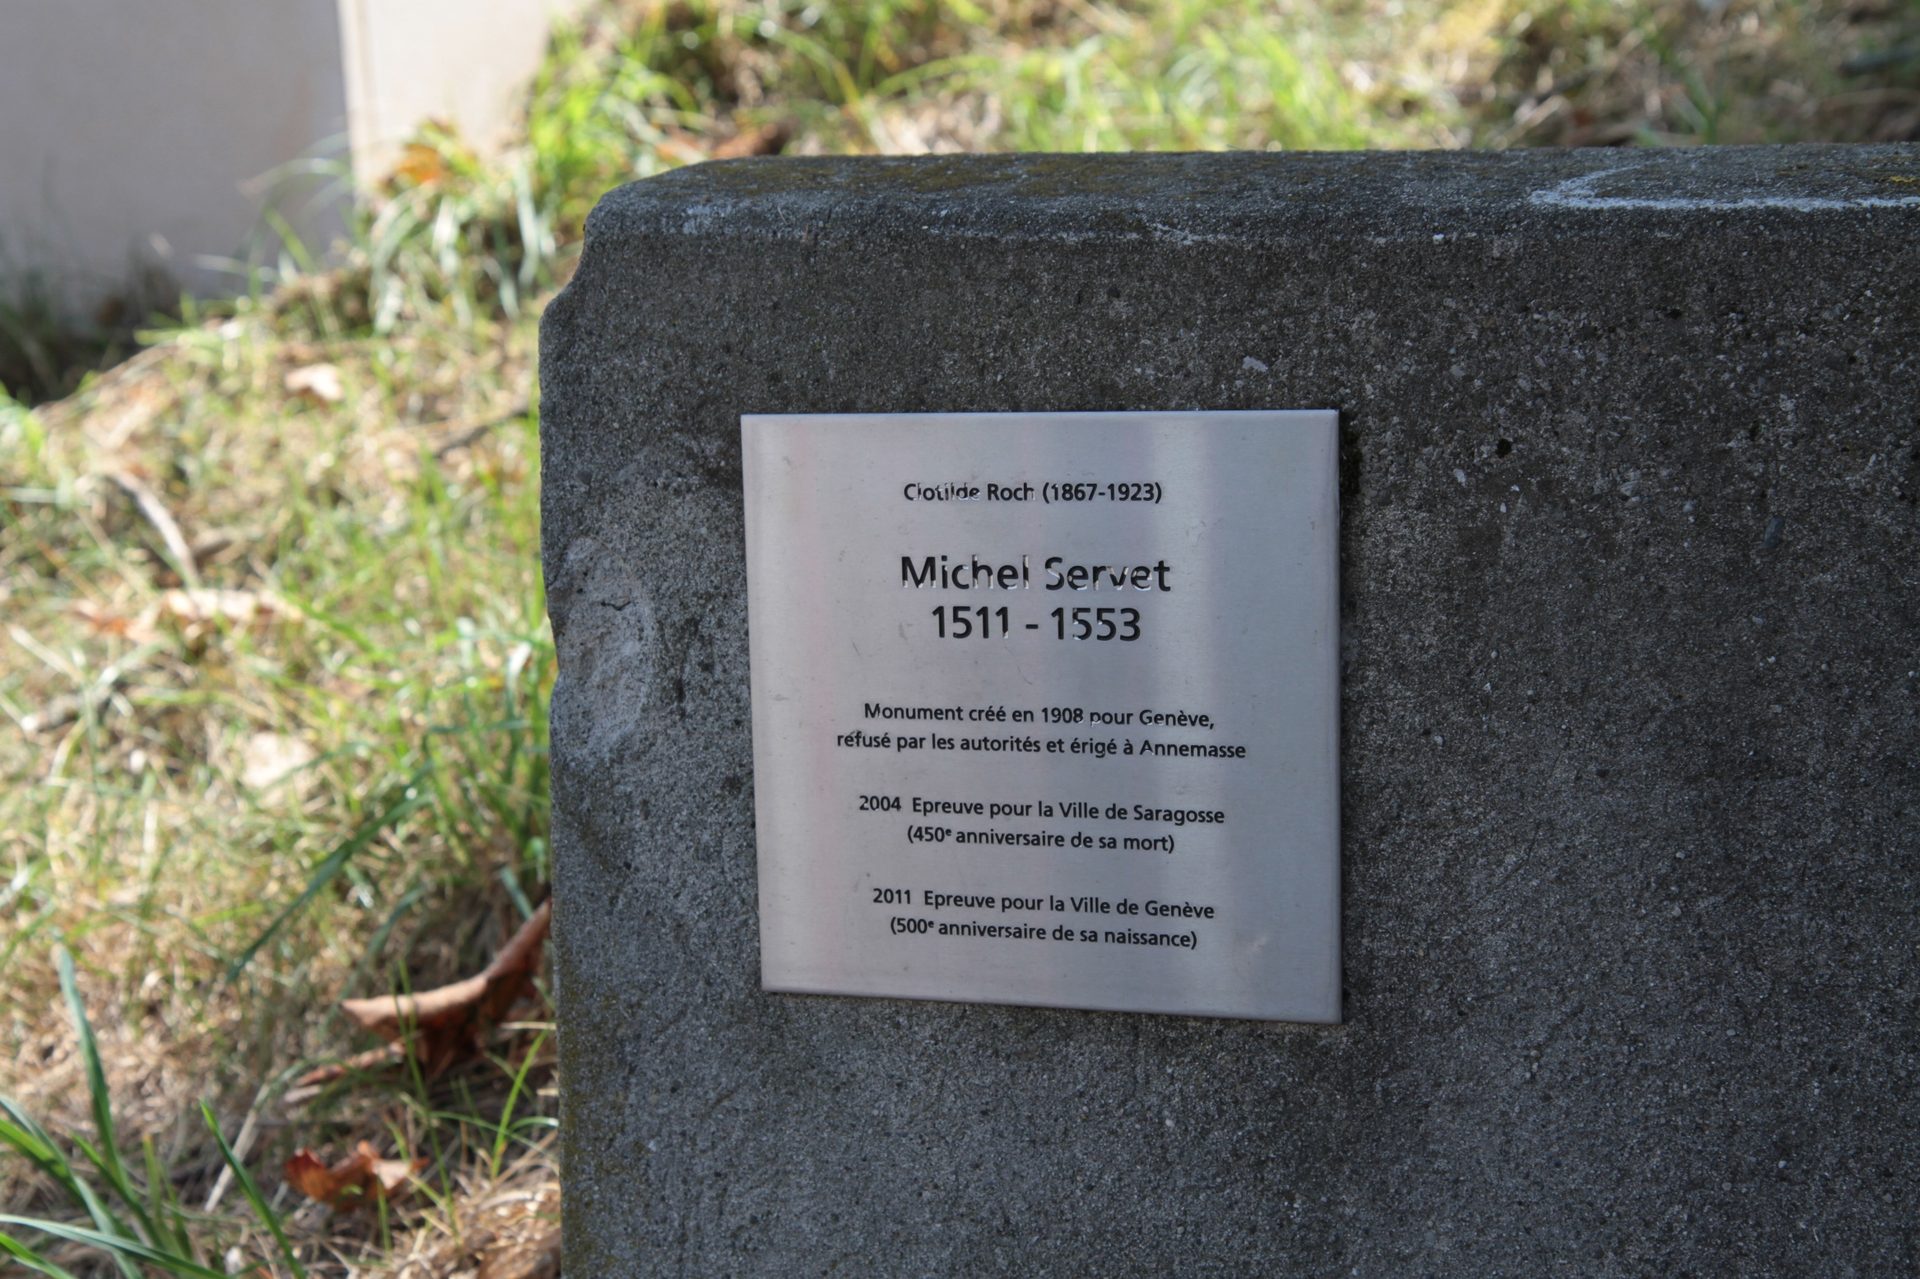 Clotilde Roch (1867-1923)
Michel Servet
1511 - 1553
Monument créé en 1908 pour Genève,
refusé par les autorités et érigé à Annemasse
2004 Epreuve pour la Ville de Saragosse
(450e anniversaire de sa mort)
2011 Epreuve pour la Ville de Genève
(500e anniversaire de sa naissance)